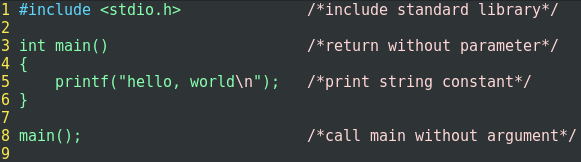 1 #include <stdio.h>              /*include standard library*/
2
3 int main()                      /*return without parameter*/
4 {
5     printf("hello, world\n");   /*print string constant*/
6 }
7
8 main();                         /*call main without argument*/
9